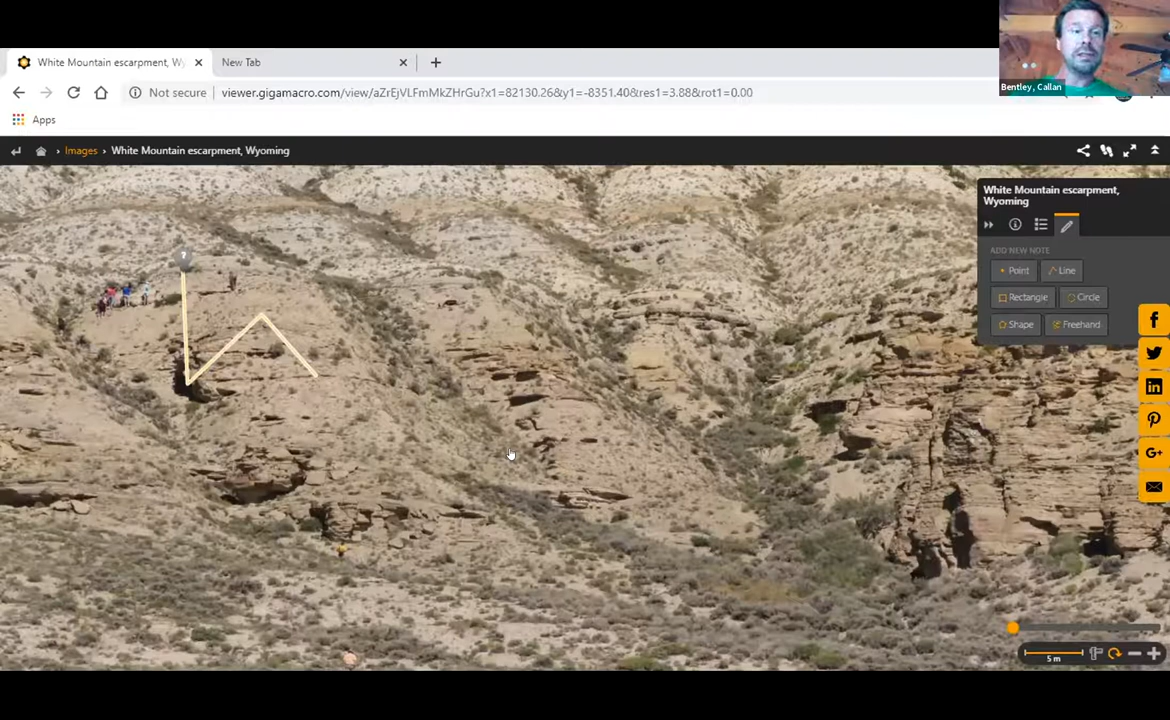 Bentley, Callan
White Mountain escarpment, Wy
New Tab
Not secure
viewer.gigamacro.com/view/aZrEjVLFmMkZHrGu?x1=82130.26&y1=-8351.40&res1=3.88&rot1=0.00
Apps
Images › White Mountain escarpment, Wyoming
White Mountain escarpment,
Wyoming
ADD NEW NOTE
Point Line
Rectangle Circle
Shape Freehand
?
G+
5 m